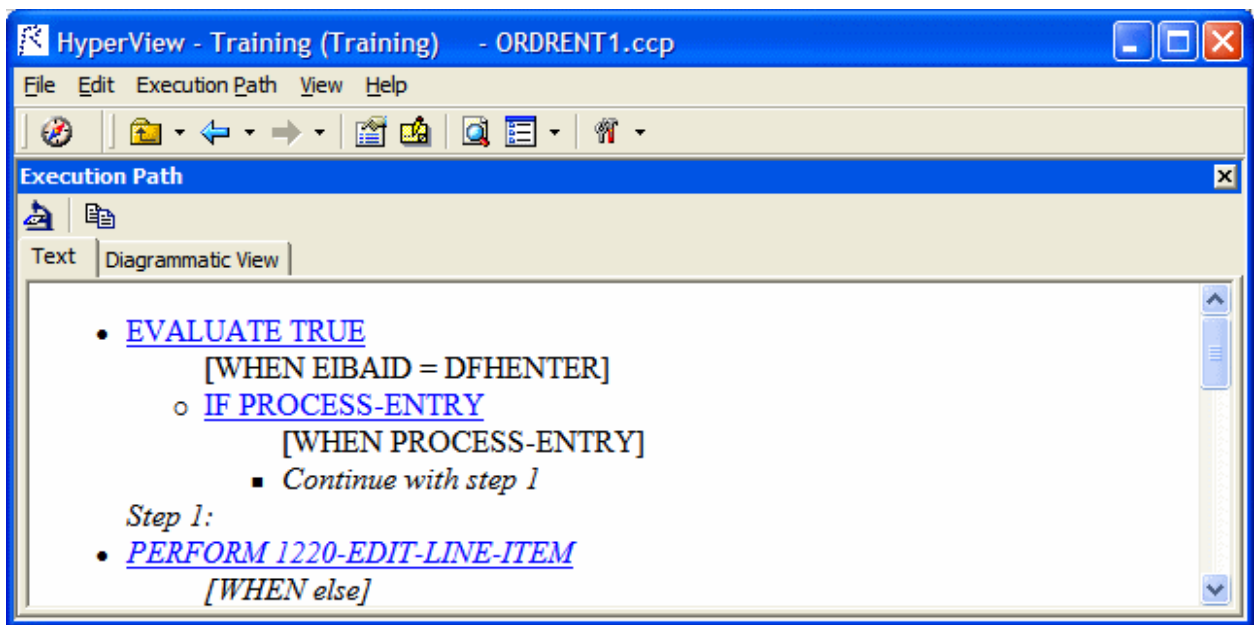 HyperView - Training (Training) - ORDRENT1.ccp
File Edit Execution Path View Help
Execution Path
Text Diagrammatic View
• EVALUATE TRUE
[WHEN EIBAID = DFHENTER]
o IF PROCESS-ENTRY
[WHEN PROCESS-ENTRY]
▪ Continue with step 1
Step 1:
• PERFORM 1220-EDIT-LINE-ITEM
[WHEN else]